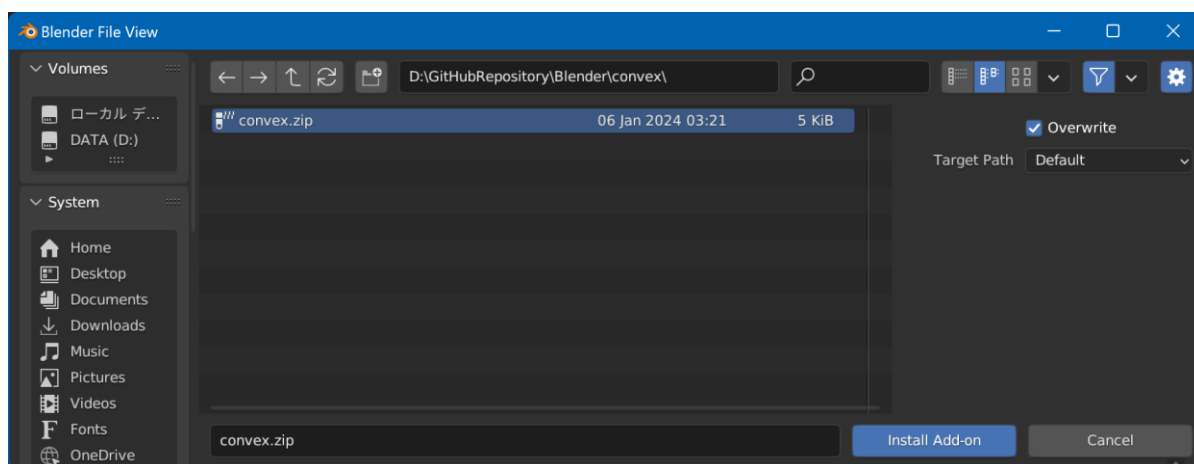 Blender File View
Volumes
ローカル デ...
DATA (D:)
System
Home
Desktop
Documents
Downloads
Music
Pictures
Videos
Fonts
OneDrive
D:\GitHubRepository\Blender\convex\
convex.zip 06 Jan 2024 03:21 5 KiB
Overwrite
Target Path Default
convex.zip
Install Add-on Cancel